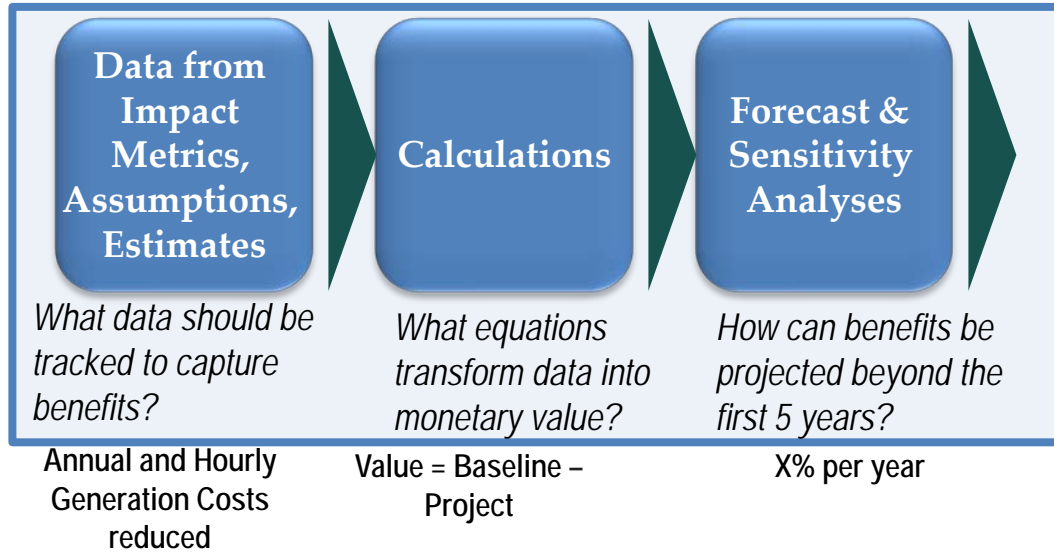 Data from
Impact
Metrics,
Assumptions,
Estimates
Calculations
Forecast &
Sensitivity
Analyses
What data should be
tracked to capture
benefits?
What equations
transform data into
monetary value?
How can benefits be
projected beyond the
first 5 years?
Annual and Hourly
Generation Costs
reduced
Value = Baseline –
Project
X% per year